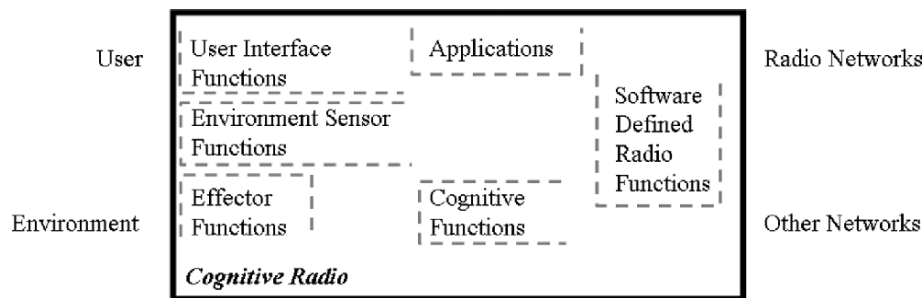 User
User Interface
Functions
Applications
Radio Networks
Environment Sensor
Functions
Software
Defined
Radio
Functions
Environment
Effector
Functions
Cognitive
Functions
Other Networks
Cognitive Radio